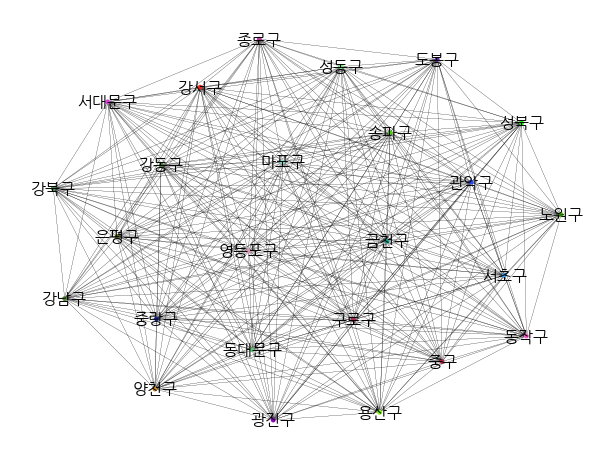 종로구
도봉구
성동구
강서구
서대문구
성북구
송파구
마포구
강동구
관악구
강북구
노원구
은평구
금천구
영등포구
서초구
강남구
중랑구
구로구
동작구
동대문구
중구
양천구
용산구
광진구